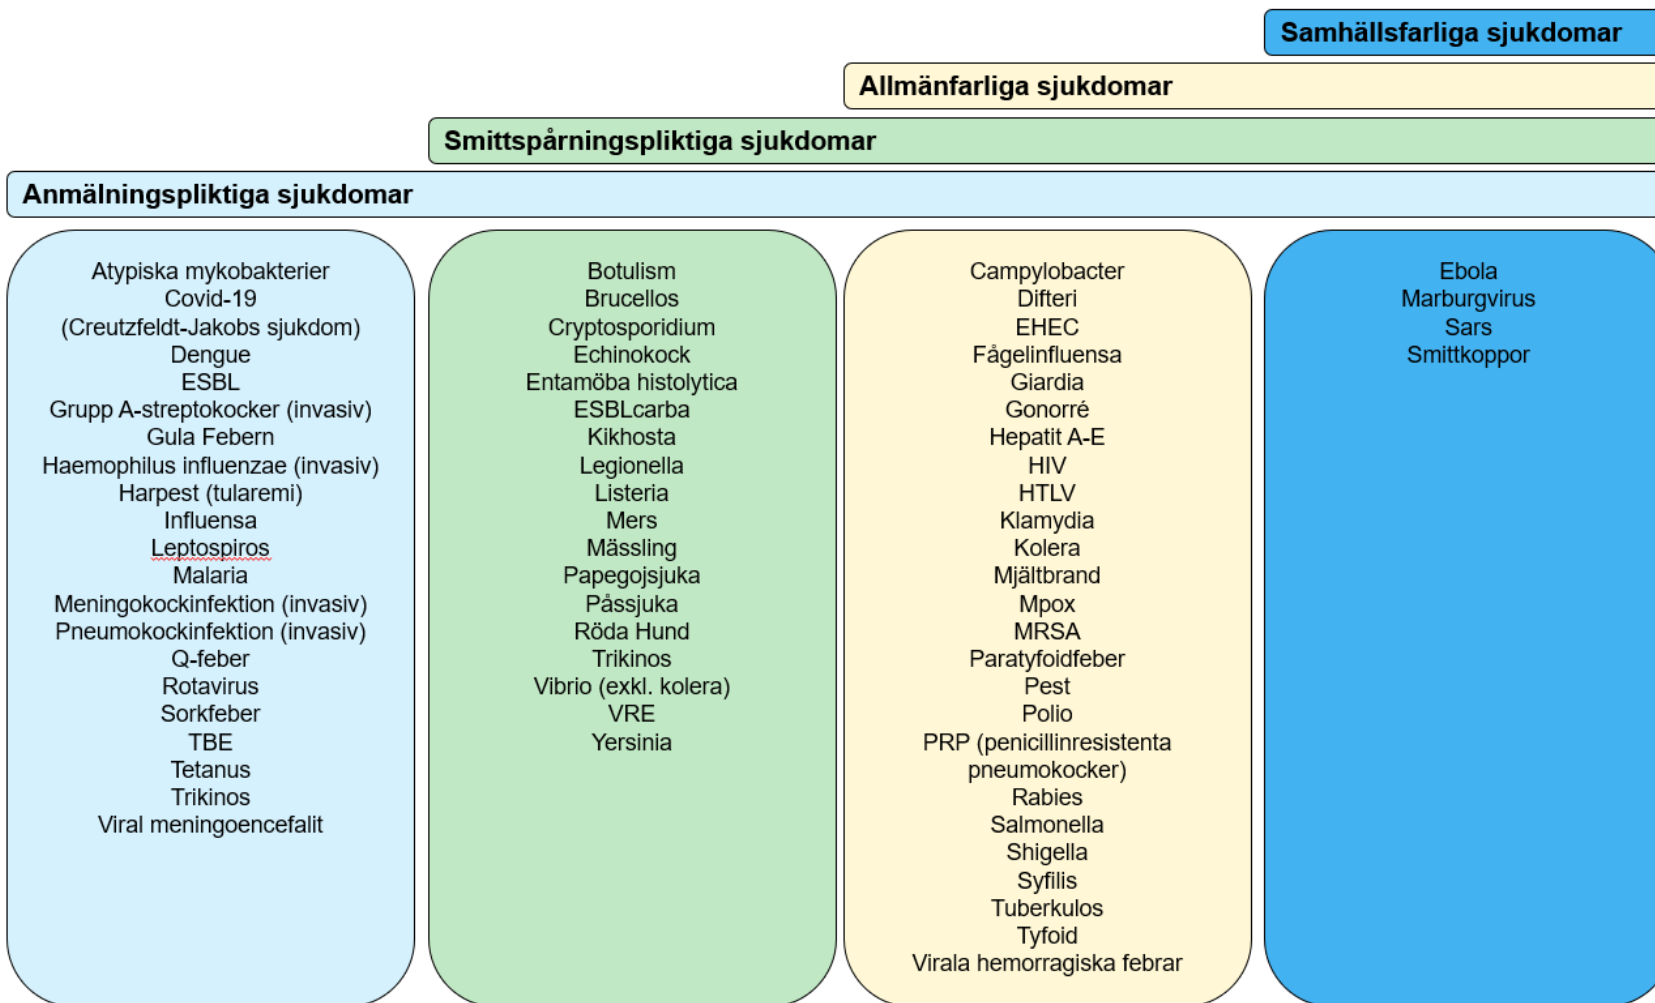 Samhällsfarliga sjukdomar
Allmänfarliga sjukdomar
Smittspårningspliktiga sjukdomar
Anmälningspliktiga sjukdomar
Atypiska mykobakterier
Covid-19
(Creutzfeldt-Jakobs sjukdom)
Dengue
ESBL
Grupp A-streptokocker (invasiv)
Gula Febern
Haemophilus influenzae (invasiv)
Harpest (tularemi)
Influensa
Leptospiros
Malaria
Meningokockinfektion (invasiv)
Pneumokockinfektion (invasiv)
Q-feber
Rotavirus
Sorkfeber
TBE
Tetanus
Trikinos
Viral meningoencefalit
Botulism
Brucellos
Cryptosporidium
Echinokock
Entamöba histolytica
ESBLcarba
Kikhosta
Legionella
Listeria
Mers
Mässling
Papegojsjuka
Påssjuka
Röda Hund
Trikinos
Vibrio (exkl. kolera)
VRE
Yersinia
Campylobacter
Difteri
EHEC
Fågelinfluensa
Giardia
Gonorré
Hepatit A-E
HIV
HTLV
Klamydia
Kolera
Mjältbrand
Mpox
MRSA
Paratyfoidfeber
Pest
Polio
PRP (penicillinresistenta
pneumokocker)
Rabies
Salmonella
Shigella
Syfilis
Tuberkulos
Tyfoid
Virala hemorragiska febrar
Ebola
Marburgvirus
Sars
Smittkoppor